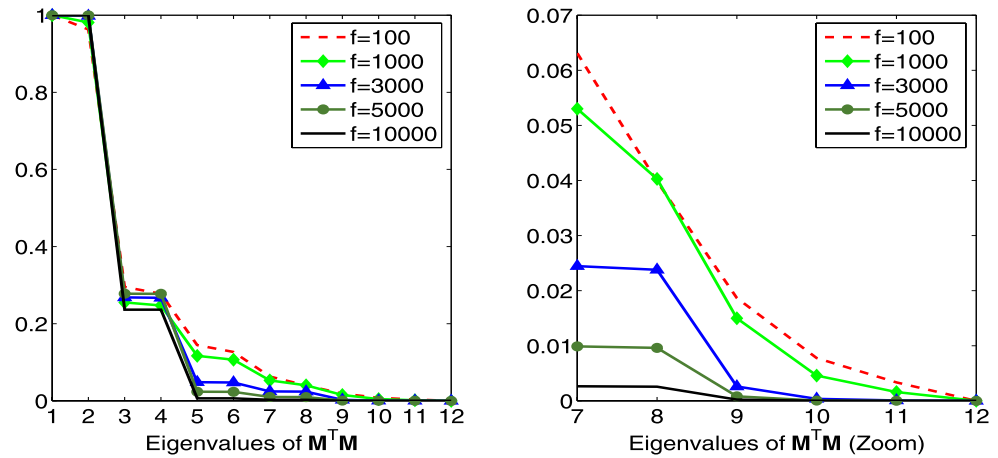 1
0.8
0.6
0.4
0.2
0
1 2 3 4 5 6 7 8 9 10 11 12
Eigenvalues of MᵀM
f=100
f=1000
f=3000
f=5000
f=10000
0.07
0.06
0.05
0.04
0.03
0.02
0.01
0
7 8 9 10 11 12
Eigenvalues of MᵀM (Zoom)
f=100
f=1000
f=3000
f=5000
f=10000